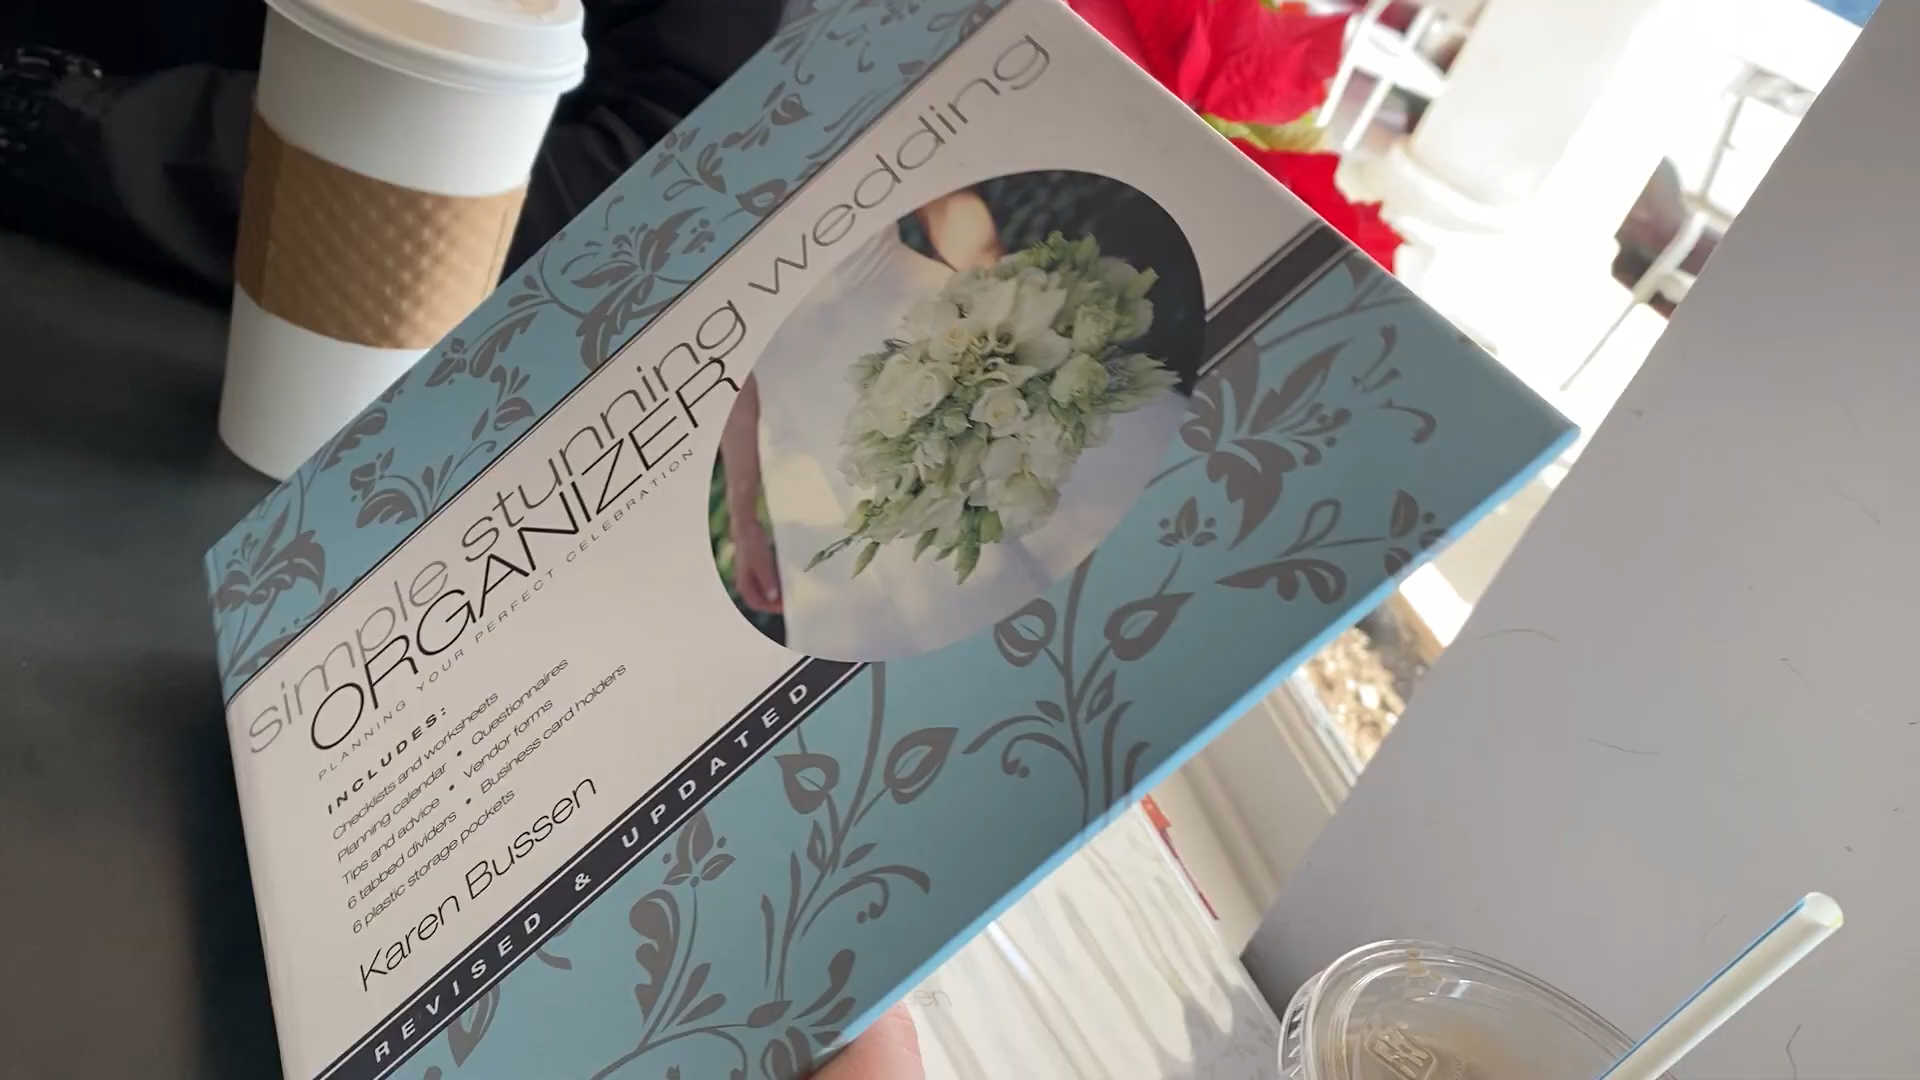 simple stunning wedding
ORGANIZER
PLANNING YOUR PERFECT CELEBRATION
INCLUDES:
Checklists and worksheets
Planning calendar • Questionnaires
Tips and advice • Vendor forms
6 tabbed dividers • Business card holders
6 plastic storage pockets
Karen Bussen
REVISED & UPDATED